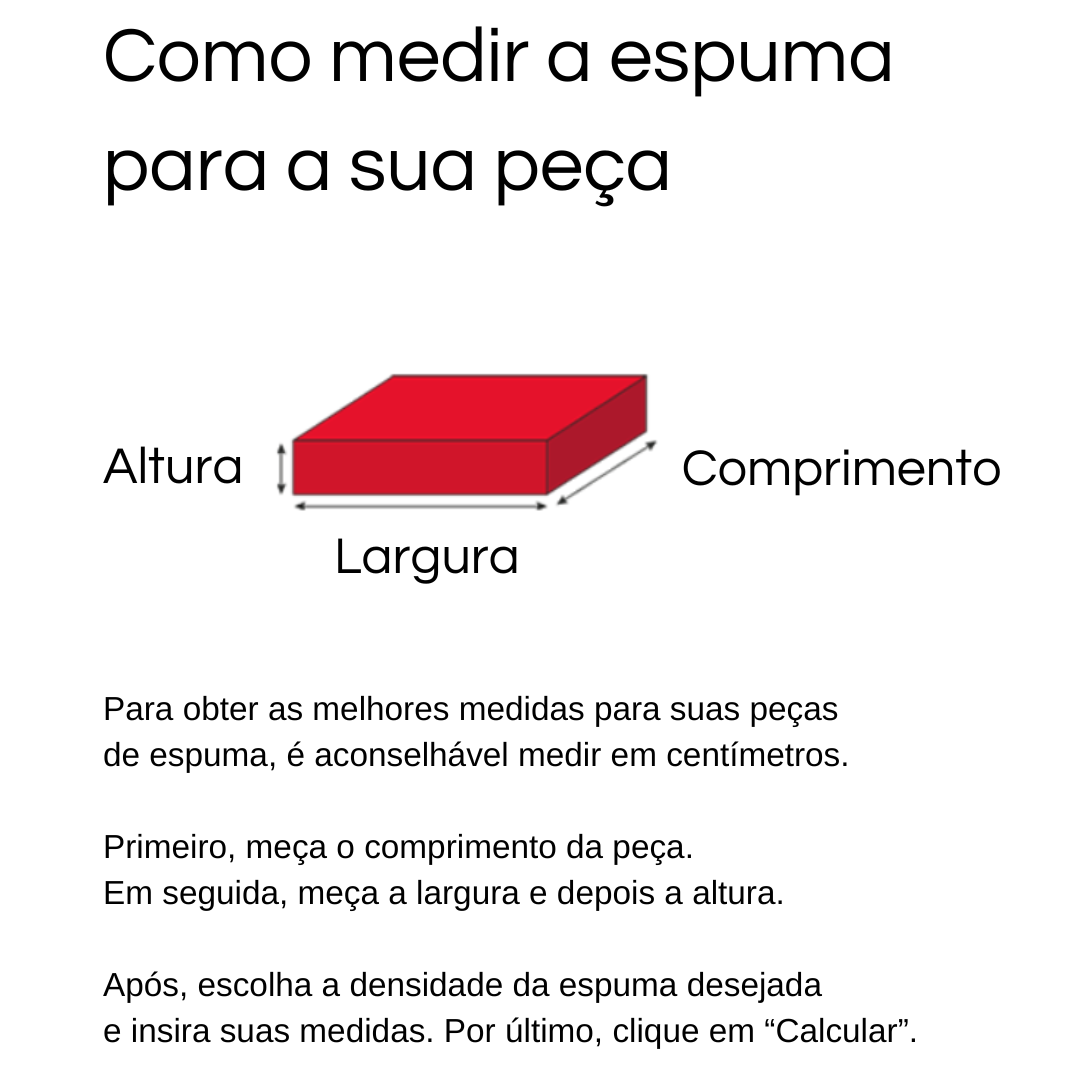 Como medir a espuma
para a sua peça
Altura
Comprimento
Largura
Para obter as melhores medidas para suas peças
de espuma, é aconselhável medir em centímetros.
Primeiro, meça o comprimento da peça.
Em seguida, meça a largura e depois a altura.
Após, escolha a densidade da espuma desejada
e insira suas medidas. Por último, clique em “Calcular”.